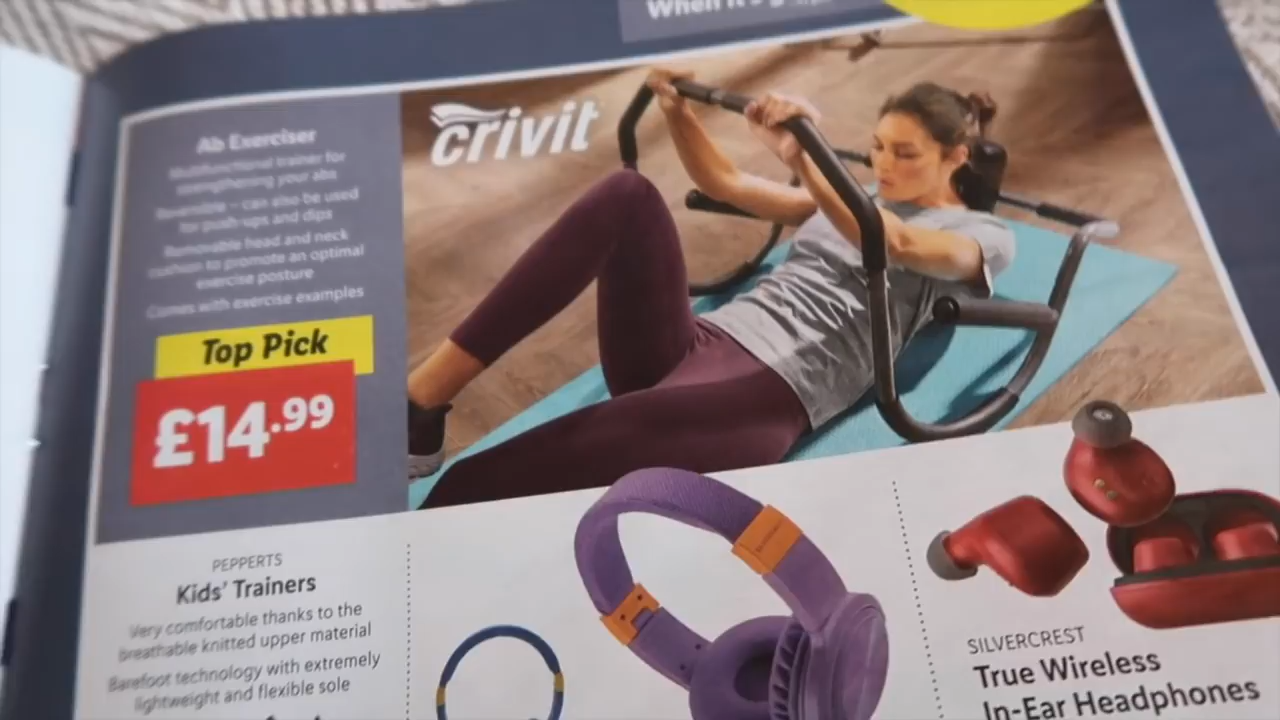 When it's g
crivit
Ab Exerciser
Multifunctional trainer for
strengthening your abs
Reversible – can also be used
for push-ups and dips
Removable head and neck
cushion to promote an optimal
exercise posture
Comes with exercise examples
Top Pick
£14.99
PEPPERTS
Kids' Trainers
Very comfortable thanks to the
breathable knitted upper material
Barefoot technology with extremely
lightweight and flexible sole
SILVERCREST
True Wireless
In-Ear Headphones